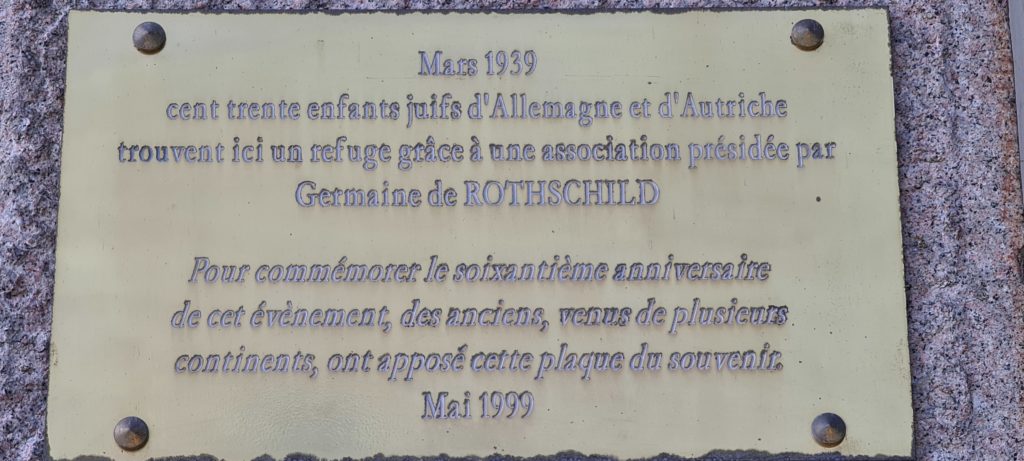 Mars 1939
cent trente enfants juifs d'Allemagne et d'Autriche
trouvent ici un refuge grâce à une association présidée par
Germaine de ROTHSCHILD
Pour commémorer le soixantième anniversaire
de cet évènement, des anciens, venus de plusieurs
continents, ont apposé cette plaque du souvenir.
Mai 1999